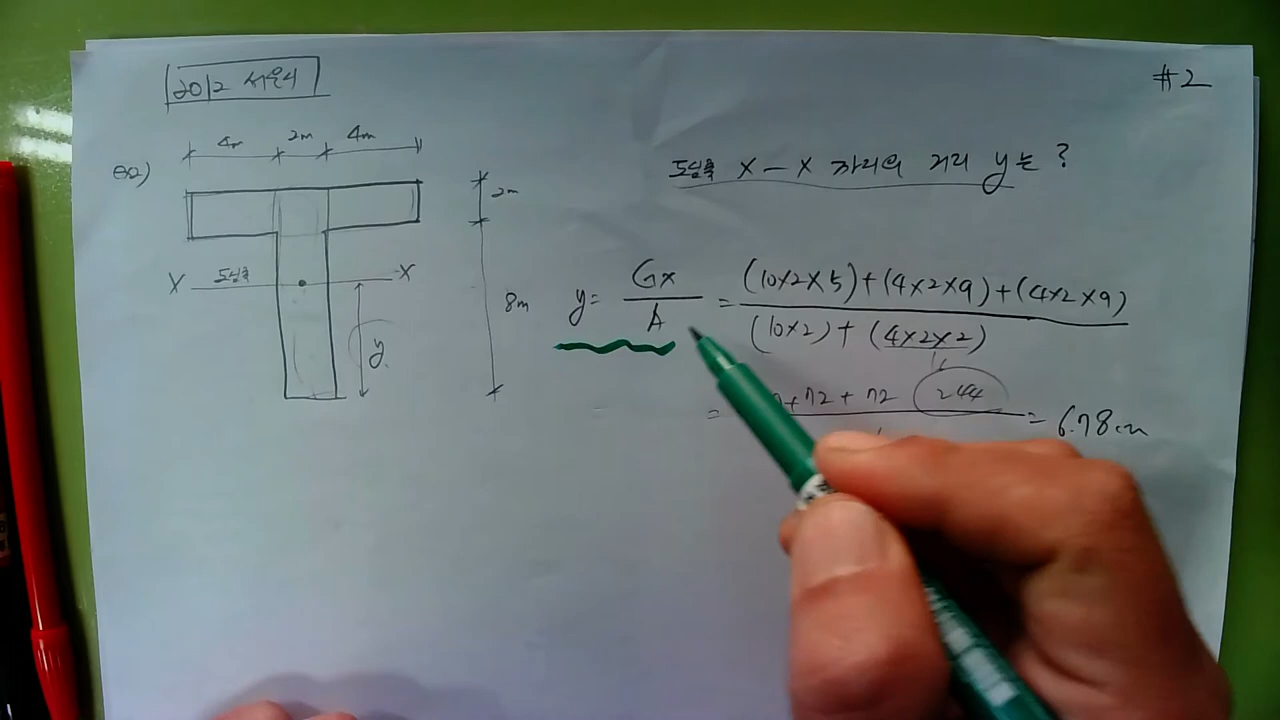 2012 서울시
#2
4m 2m 4m
예2)
도심축 X-X 까지의 거리 y는?
2m
X 도심축 X
8m
y = Gx / A = (10×2×5)+(4×2×9)+(4×2×9) / (10×2)+(4×2×2)
y
= +72+72 244 = 6.78cm